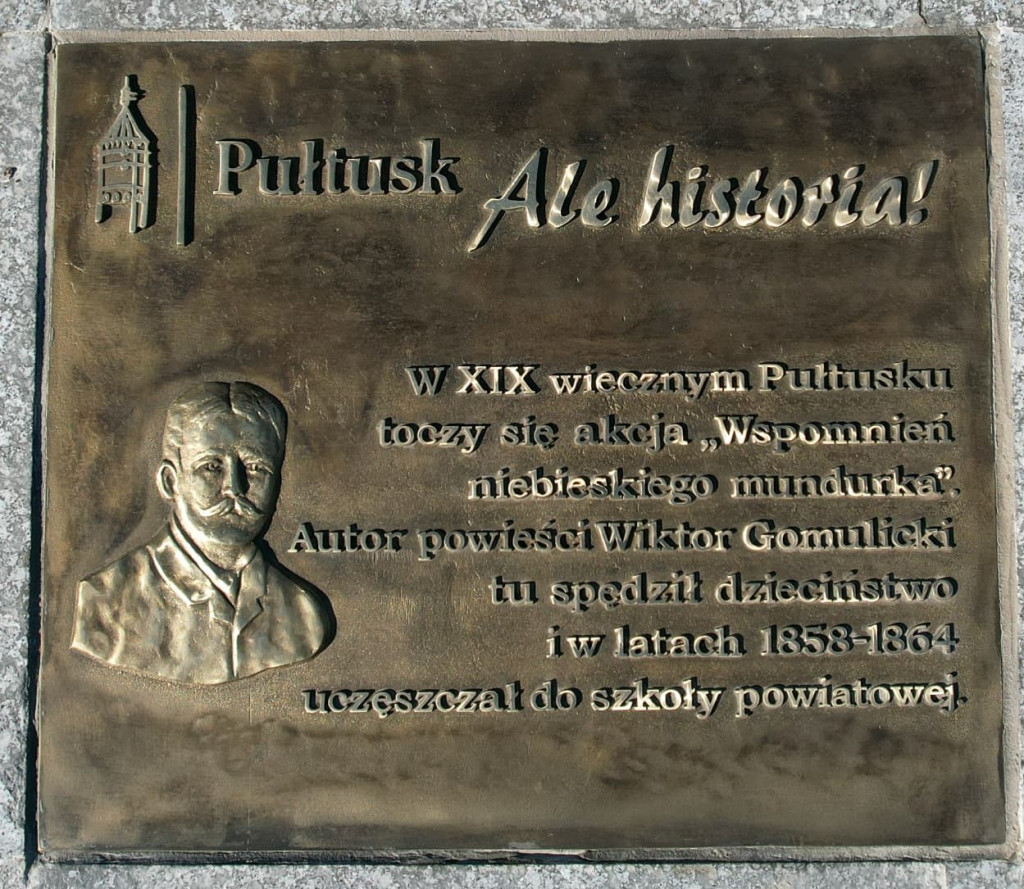 Pułtusk Ale historia!
W XIX wiecznym Pułtusku
toczy się akcja „Wspomnień
niebieskiego mundurka”.
Autor powieści Wiktor Gomulicki
tu spędził dzieciństwo
i w latach 1858-1864
uczęszczał do szkoły powiatowej.